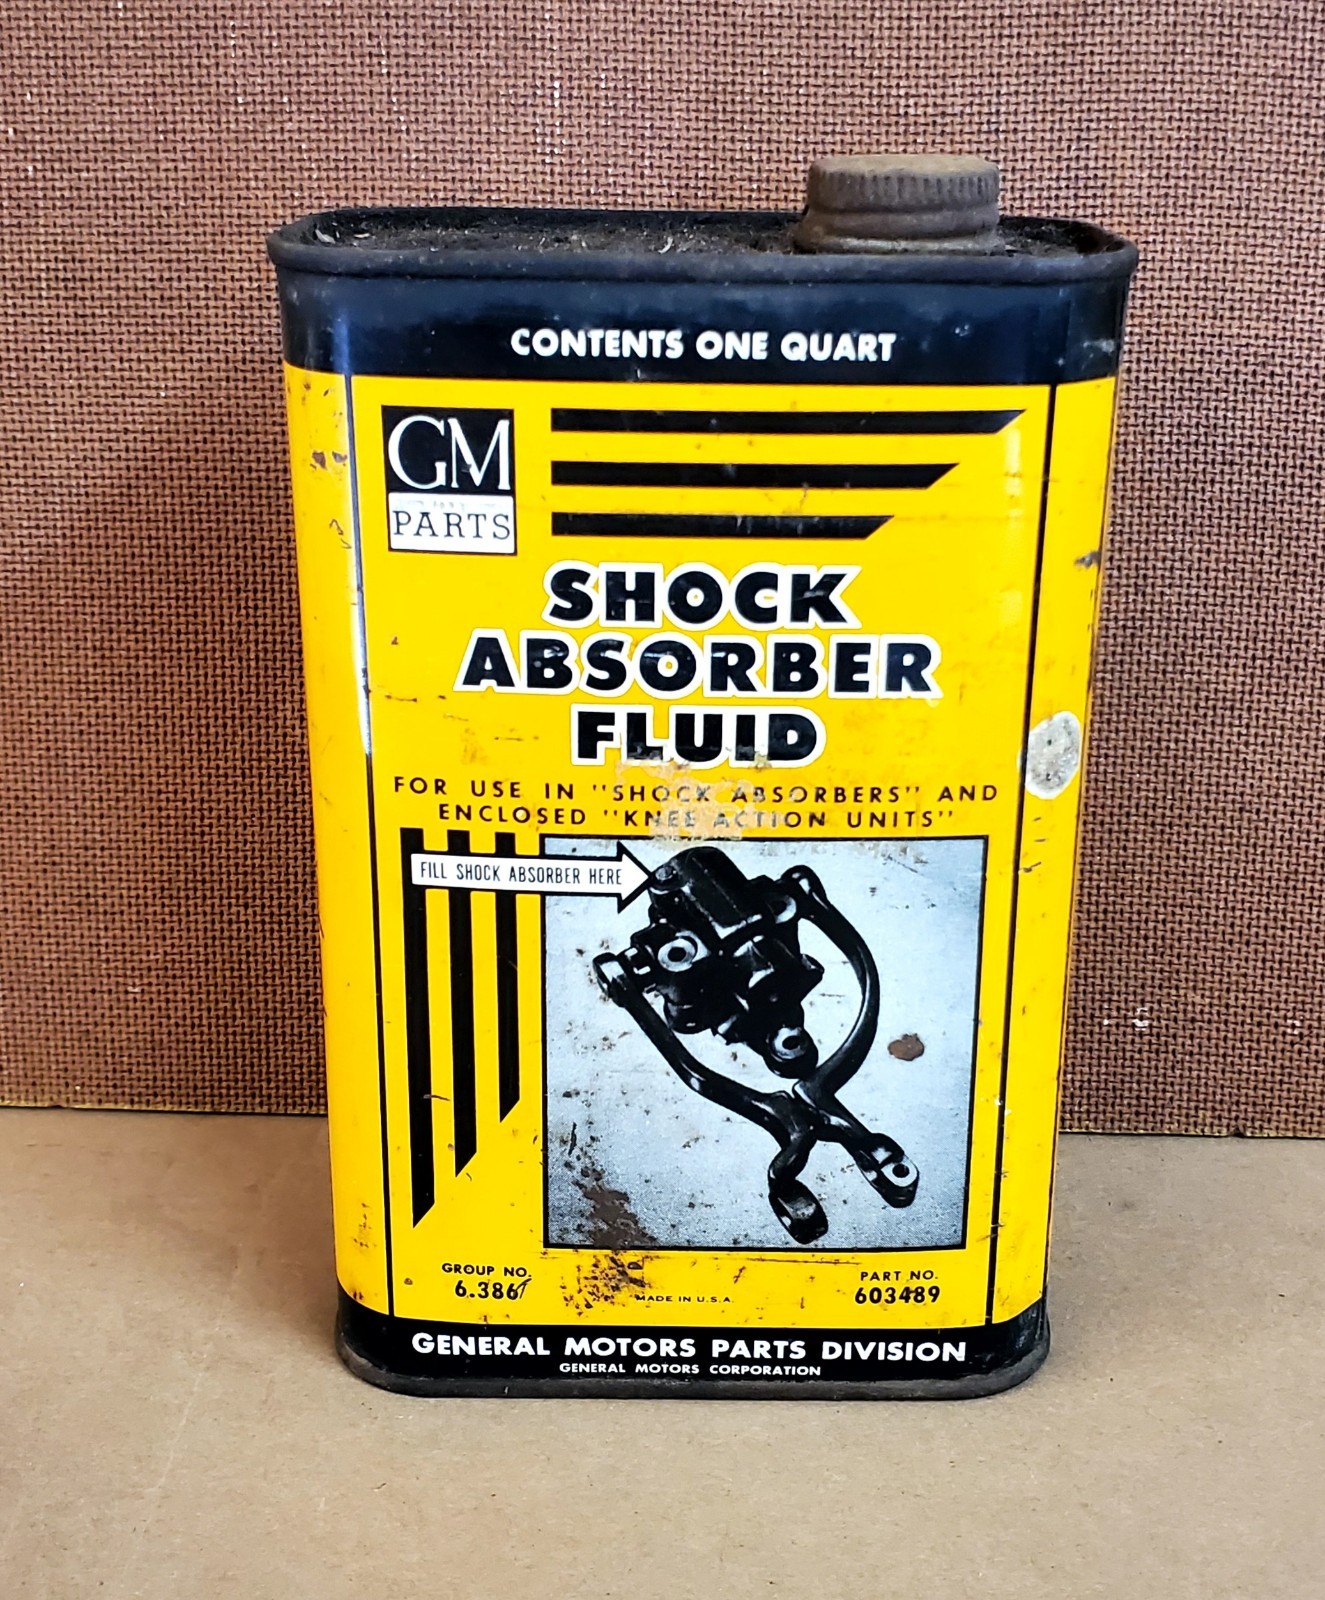 CONTENTS ONE QUART
GM
PARTS
SHOCK
ABSORBER
FLUID
FOR USE IN "SHOCK ABSORBERS" AND
ENCLOSED "KNEE ACTION UNITS"
FILL SHOCK ABSORBER HERE
GROUP NO.
6.386
PART NO.
603489
MADE IN U.S.A.
GENERAL MOTORS PARTS DIVISION
GENERAL MOTORS CORPORATION